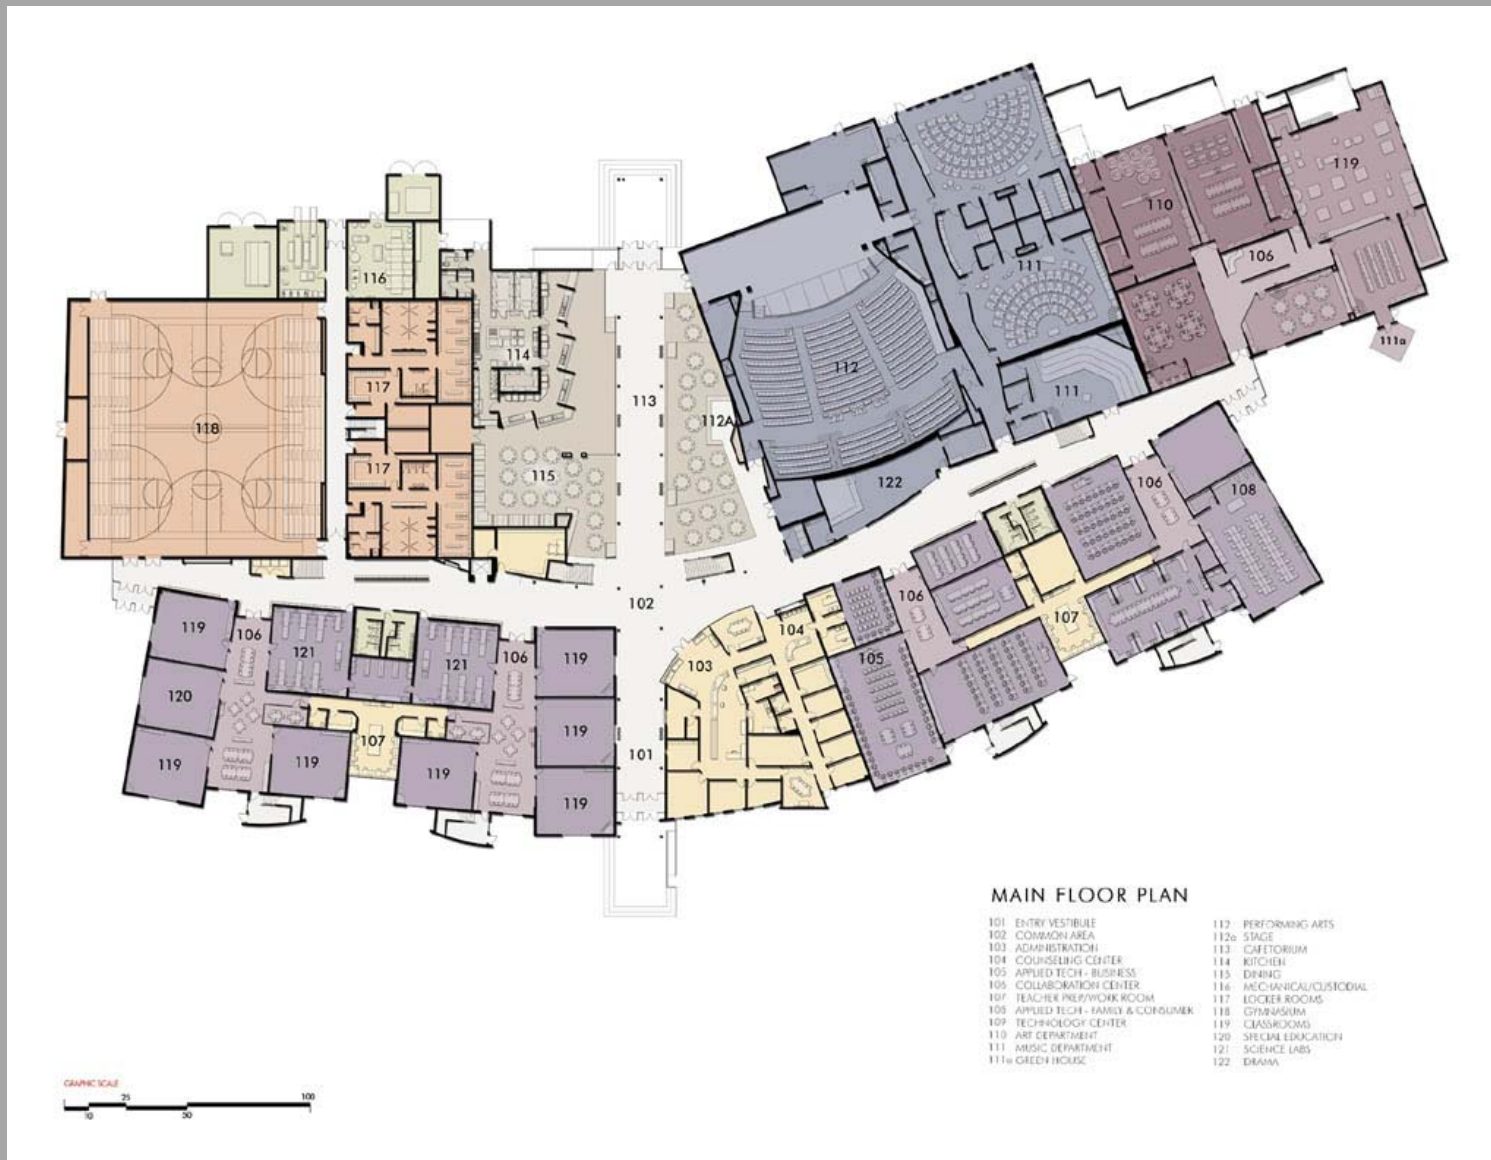 119
110
106
116
111
111a
114
112
113
117
112A
111
118
117
115
122
106
108
102
106
107
119
106
121
121
106
119
103
104
105
120
119
107
101
119
119
119
119
MAIN FLOOR PLAN
101 ENTRY VESTIBULE
102 COMMON AREA
103 ADMINISTRATION
104 COUNSELING CENTER
105 APPLIED TECH - BUSINESS
106 COLLABORATION CENTER
107 TEACHER PREP/WORK ROOM
108 APPLIED TECH - FAMILY & CONSUMER
109 TECHNOLOGY CENTER
110 ART DEPARTMENT
111 MUSIC DEPARTMENT
111a GREEN HOUSE
112 PERFORMING ARTS
112a STAGE
113 CAFETORIUM
114 KITCHEN
115 DINING
116 MECHANICAL/CUSTODIAL
117 LOCKER ROOMS
118 GYMNASIUM
119 CLASSROOMS
120 SPECIAL EDUCATION
121 SCIENCE LABS
122 DRAMA
GRAPHIC SCALE
25 100
10 50